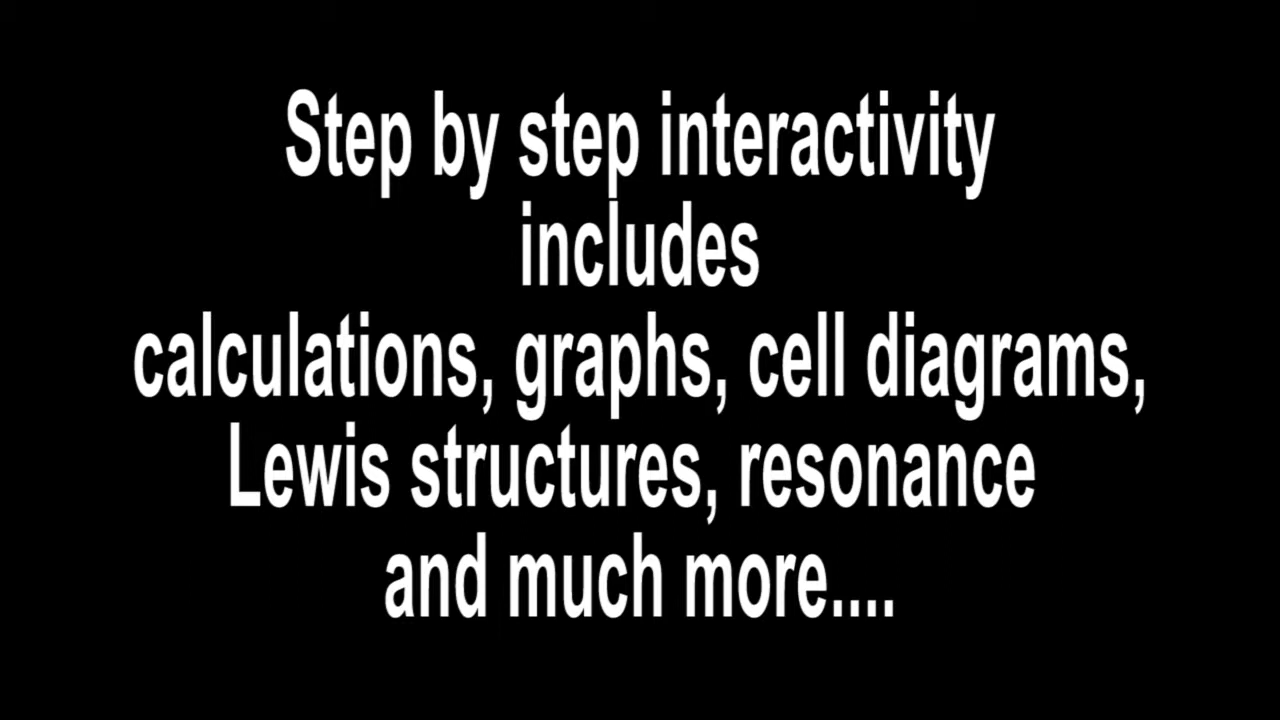 Step by step interactivity
includes
calculations, graphs, cell diagrams,
Lewis structures, resonance
and much more....